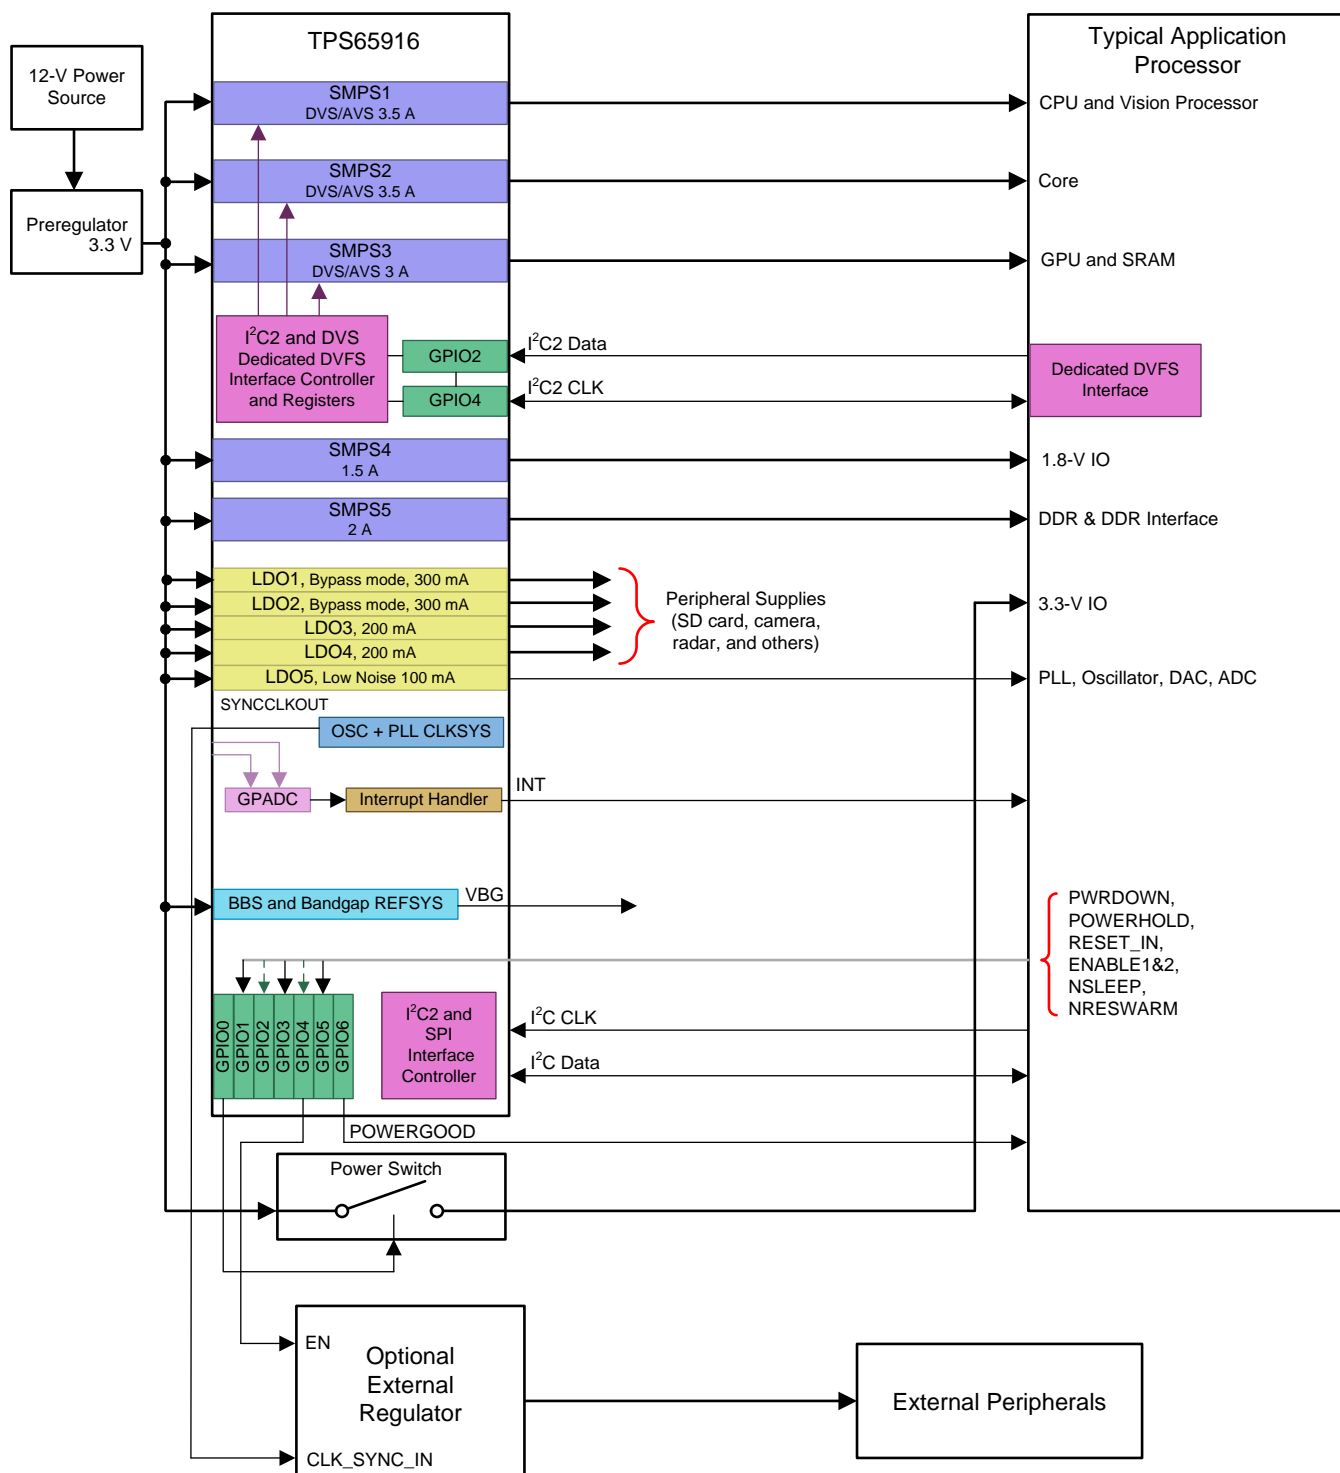 TPS65916
Typical Application
Processor
12-V Power
Source
Preregulator
3.3 V
SMPS1
DVS/AVS 3.5 A
CPU and Vision Processor
SMPS2
DVS/AVS 3.5 A
Core
SMPS3
DVS/AVS 3 A
GPU and SRAM
I²C2 and DVS
Dedicated DVFS
Interface Controller
and Registers
GPIO2
GPIO4
I²C2 Data
I²C2 CLK
Dedicated DVFS
Interface
SMPS4
1.5 A
1.8-V IO
SMPS5
2 A
DDR & DDR Interface
LDO1, Bypass mode, 300 mA
LDO2, Bypass mode, 300 mA
LDO3, 200 mA
LDO4, 200 mA
LDO5, Low Noise 100 mA
Peripheral Supplies
(SD card, camera,
radar, and others)
3.3-V IO
PLL, Oscillator, DAC, ADC
SYNCCLKOUT
OSC + PLL CLKSYS
GPADC
Interrupt Handler
INT
BBS and Bandgap REFSYS
VBG
PWRDOWN,
POWERHOLD,
RESET_IN,
ENABLE1&2,
NSLEEP,
NRESWARM
GPIO0
GPIO1
GPIO2
GPIO3
GPIO4
GPIO5
GPIO6
I²C2 and
SPI
Interface
Controller
I²C CLK
I²C Data
POWERGOOD
Power Switch
EN
Optional
External
Regulator
CLK_SYNC_IN
External Peripherals